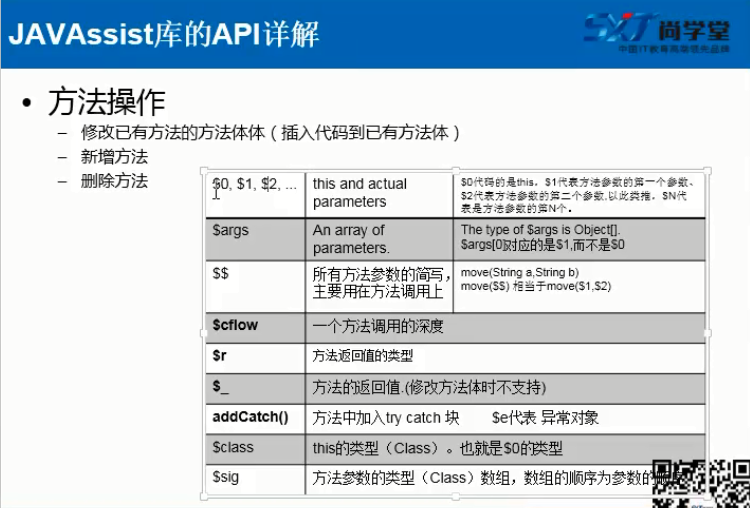 JAVAssist库的API详解
SXT 尚学堂
中国IT教育高端领先品牌
• 方法操作
– 修改已有方法的方法体体（插入代码到已有方法体）
– 新增方法
– 删除方法
$0, $1, $2, ...
this and actual
parameters
$0代码的是this，$1代表方法参数的第一个参数、
$2代表方法参数的第二个参数,以此类推，$N代
表是方法参数的第N个。
$args
An array of
parameters.
The type of $args is Object[].
$args[0]对应的是$1,而不是$0
$$
所有方法参数的简写，
主要用在方法调用上
move(String a,String b)
move($$) 相当于move($1,$2)
$cflow
一个方法调用的深度
$r
方法返回值的类型
$_
方法的返回值.(修改方法体时不支持)
addCatch()
方法中加入try catch 块 $e代表 异常对象
$class
this的类型（Class）。也就是$0的类型
$sig
方法参数的类型（Class）数组，数组的顺序为参数的顺序